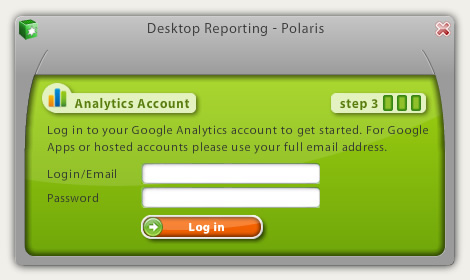 Desktop Reporting - Polaris
Analytics Account
step 3
Log in to your Google Analytics account to get started. For Google
Apps or hosted accounts please use your full email address.
Login/Email
Password
Log in